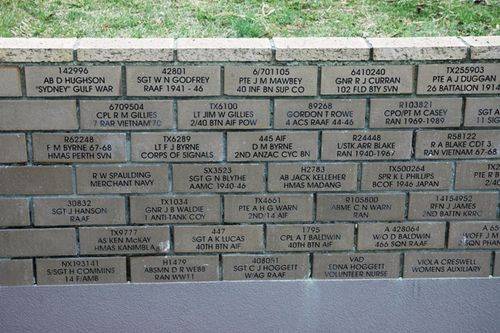 142996
AB D HUGHSON
"SYDNEY" GULF WAR
42801
SGT W N GODFREY
RAAF 1941 - 46
6/701105
PTE J M MAWBEY
40 INF BN SUP CO
6410240
GNR R J CURRAN
102 FLD BTY SVN
TX255903
PTE A J DUGGAN
26 BATTALION 1914
6709504
CPL R M GILLIES
7 RAR VIETNAM 70
TX6100
LT JIM W GILLIES
2/40 BTN AIF POW
89268
GORDON T ROWE
4 ACS RAAF 44-46
R103821
CPO/PT M CASEY
RAN 1969-1989
SGT A
11 SIG
R62248
F M BYRNE 67-68
HMAS PERTH SVN
TX6289
LT F J BYRNE
CORPS OF SIGNALS
445 AIF
D M BYRNE
2ND ANZAC CYC BN
R24448
L/STK ARR BLAKE
RAN 1940-1967
R58122
R A BLAKE CDT 3
RAN VIETNAM 67-68
R W SPAULDING
MERCHANT NAVY
SX3523
SGT G N BLYTHE
AAMC 1940-46
H2783
AB JACK KELLEHER
HMAS MADANG
TX500264
SPR K L PHILLIPS
BCOF 1946 JAPAN
PTE B
RAN
30832
SGT J HANSON
RAAF
TX1034
GNR J B WALDIE
1 ANTI-TANK COY
TX4661
PTE A H G WARN
2ND 14 AIF
R105800
ABME C N WARN
RAN
14154952
RFN J JAMES
2ND BATTN KRRC
TX9777
AS KEN McKAY
HMAS KANIMBLA
447
SGT A K LUCAS
40TH BTN AIF
1795
CPL A T BALDWIN
40TH BTN AIF
A 428064
W/O D BALDWIN
466 SQN RAAF
WOFF J M
NX193141
S/SGT H COMMINS
14 F/AMB
H1479
ABSMN D R WEBB
RAN WW11
408051
SGT C J HOGGETT
W/AG RAAF
VAD
EDNA HOGGETT
VOLUNTEER NURSE
VIOLA CRESWELL
WOMENS AUXILIARY